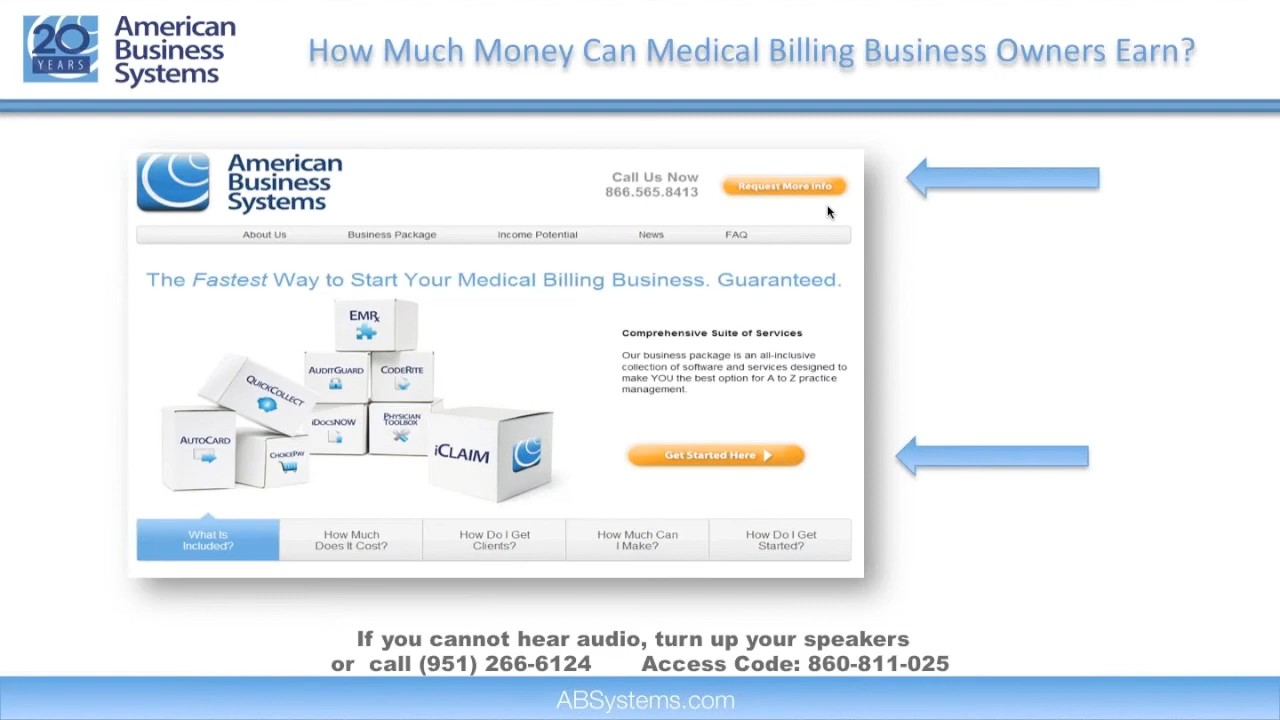 20
YEARS
American
Business
Systems
How Much Money Can Medical Billing Business Owners Earn?
American
Business
Systems
Call Us Now
866.565.8413
Request More Info
About Us Business Package Income Potential News FAQ
The Fastest Way to Start Your Medical Billing Business. Guaranteed.
EMRx
AUDITGUARD
CODERITE
QUICKCOLLECT
iDOCSNOW
PHYSICIAN
TOOLBOX
AUTOCARD
CHOICEPAY
iCLAIM
Comprehensive Suite of Services
Our business package is an all-inclusive
collection of software and services designed to
make YOU the best option for A to Z practice
management.
Get Started Here
What Is
Included?
How Much
Does It Cost?
How Do I Get
Clients?
How Much Can
I Make?
How Do I Get
Started?
If you cannot hear audio, turn up your speakers
or call (951) 266-6124 Access Code: 860-811-025
ABSystems.com